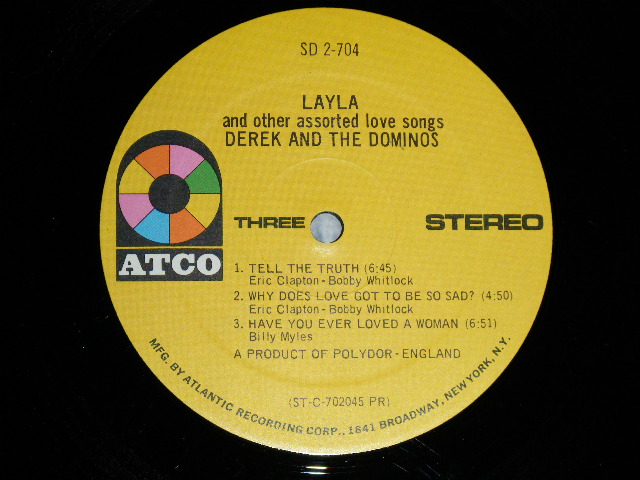 SD 2-704
LAYLA
and other assorted love songs
DEREK AND THE DOMINOS
ATCO
THREE
STEREO
1. TELL THE TRUTH (6:45)
Eric Clapton - Bobby Whitlock
2. WHY DOES LOVE GOT TO BE SO SAD? (4:50)
Eric Clapton - Bobby Whitlock
3. HAVE YOU EVER LOVED A WOMAN (6:51)
Billy Myles
A PRODUCT OF POLYDOR - ENGLAND
(ST-C-702045 PR)
MFG. BY ATLANTIC RECORDING CORP., 1841 BROADWAY, NEW YORK, N.Y.